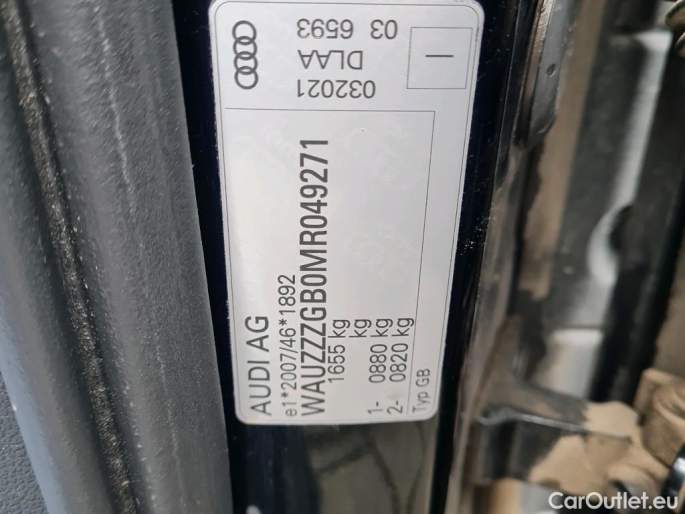 AUDI AG
e1*2007/46*1892
WAUZZZGB0MR049271
1655 kg
kg
1- 0880 kg
2- 0820 kg
Typ GB
032021
DLAA
03 6593
CarOutlet.eu